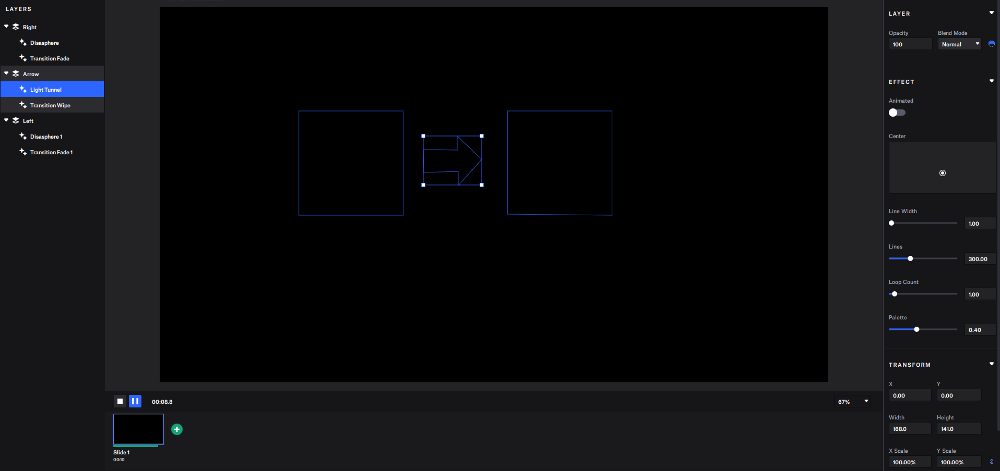 LAYERS
Right
Disasphere
Transition Fade
Arrow
Light Tunnel
Transition Wipe
Left
Disasphere 1
Transition Fade 1
00:08.8
67%
Slide 1
00:10
LAYER
Opacity Blend Mode
100 Normal
EFFECT
Animated
Center
Line Width
1.00
Lines
300.00
Loop Count
1.00
Palette
0.40
TRANSFORM
X Y
0.00 0.00
Width Height
168.0 141.0
X Scale Y Scale
100.00% 100.00%